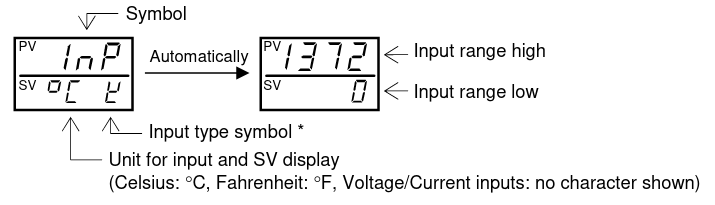 Symbol
PV
InP
SV
°C K
Automatically
PV
1372
SV
0
Input range high
Input range low
Input type symbol *
Unit for input and SV display
(Celsius: °C, Fahrenheit: °F, Voltage/Current inputs: no character shown)